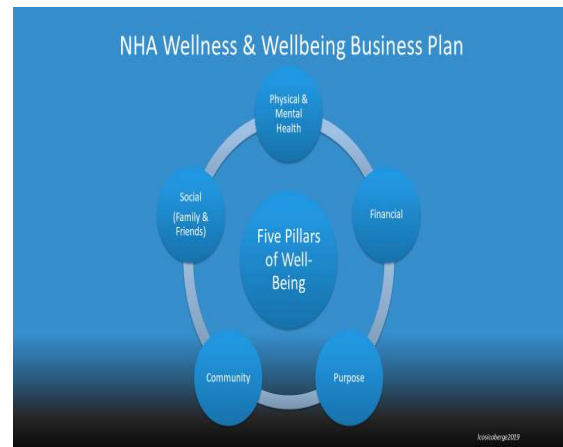 NHA Wellness & Wellbeing Business Plan
Physical &
Mental
Health
Financial
Purpose
Community
Social
(Family &
Friends)
Five Pillars
of Well-
Being
lcosicoberge2019